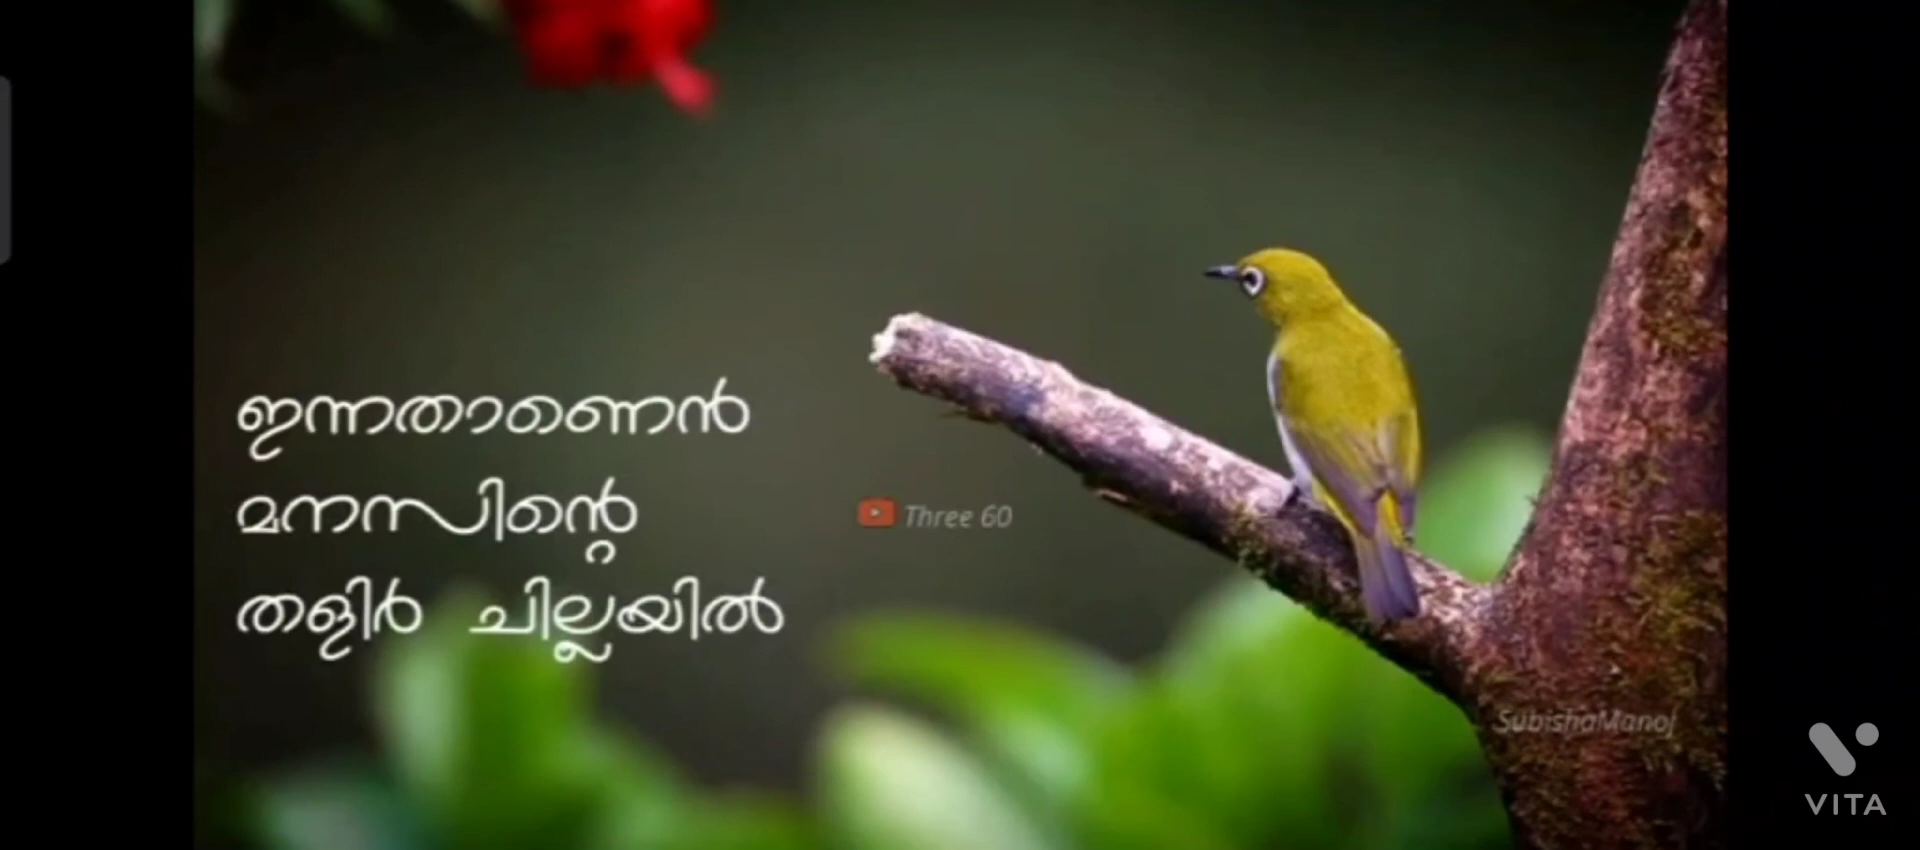 ഇന്നതാണെൻ
മനസിന്റെ
തളിർ ചില്ലയിൽ
Three 60
SubishaManoj
VITA